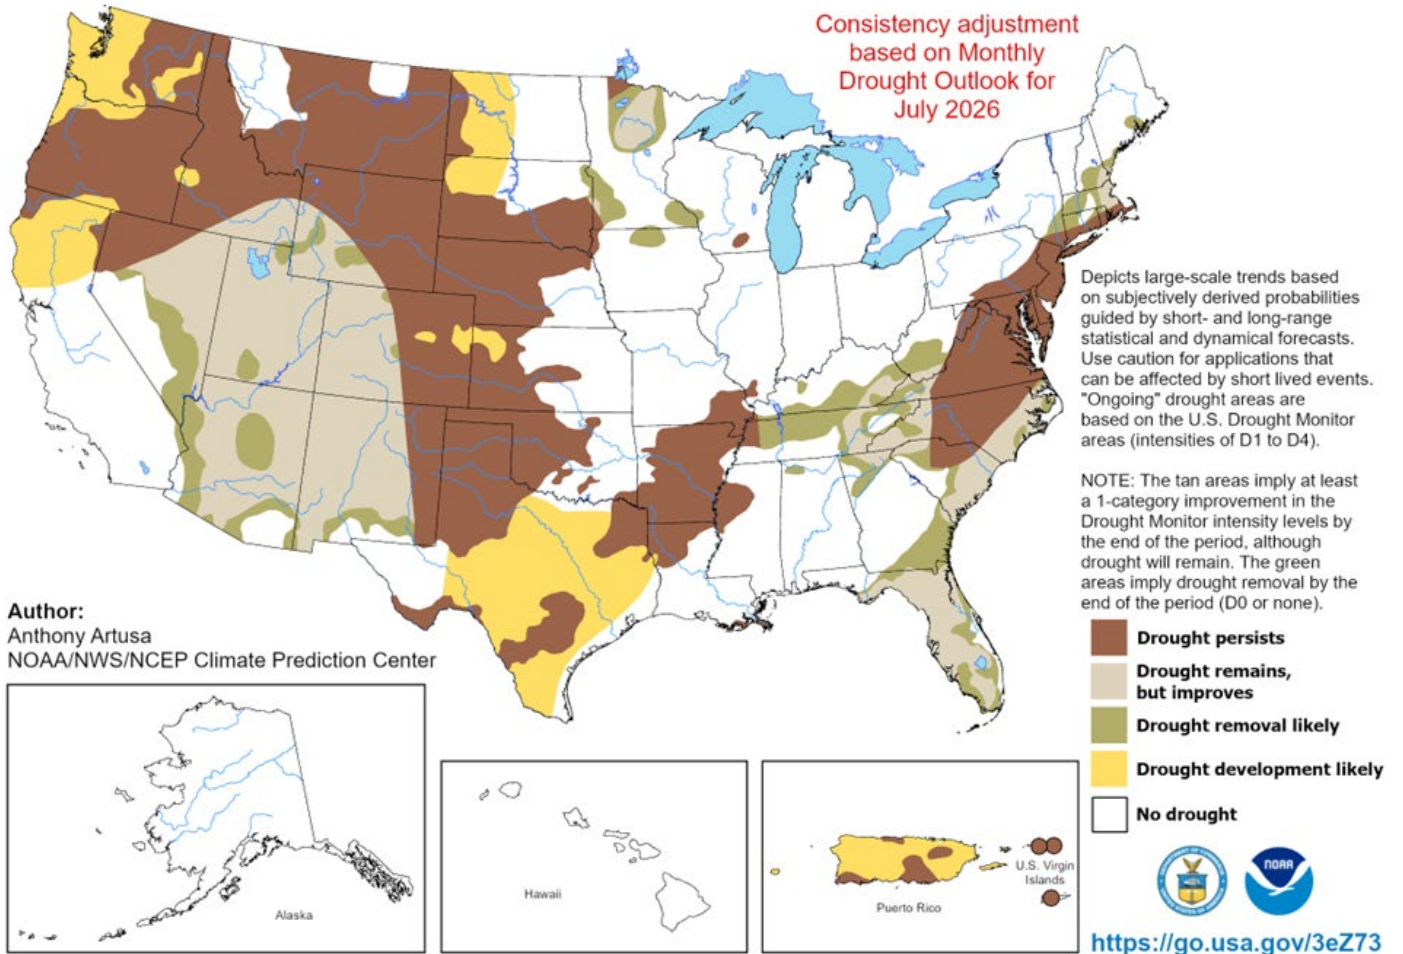 Consistency adjustment
based on Monthly
Drought Outlook for
July 2026
Depicts large-scale trends based
on subjectively derived probabilities
guided by short- and long-range
statistical and dynamical forecasts.
Use caution for applications that
can be affected by short lived events.
"Ongoing" drought areas are
based on the U.S. Drought Monitor
areas (intensities of D1 to D4).
NOTE: The tan areas imply at least
a 1-category improvement in the
Drought Monitor intensity levels by
the end of the period, although
drought will remain. The green
areas imply drought removal by the
end of the period (D0 or none).
Author:
Anthony Artusa
NOAA/NWS/NCEP Climate Prediction Center
Drought persists
Drought remains,
but improves
Drought removal likely
Drought development likely
No drought
Alaska
Hawaii
Puerto Rico
U.S. Virgin
Islands
NOAA
https://go.usa.gov/3eZ73